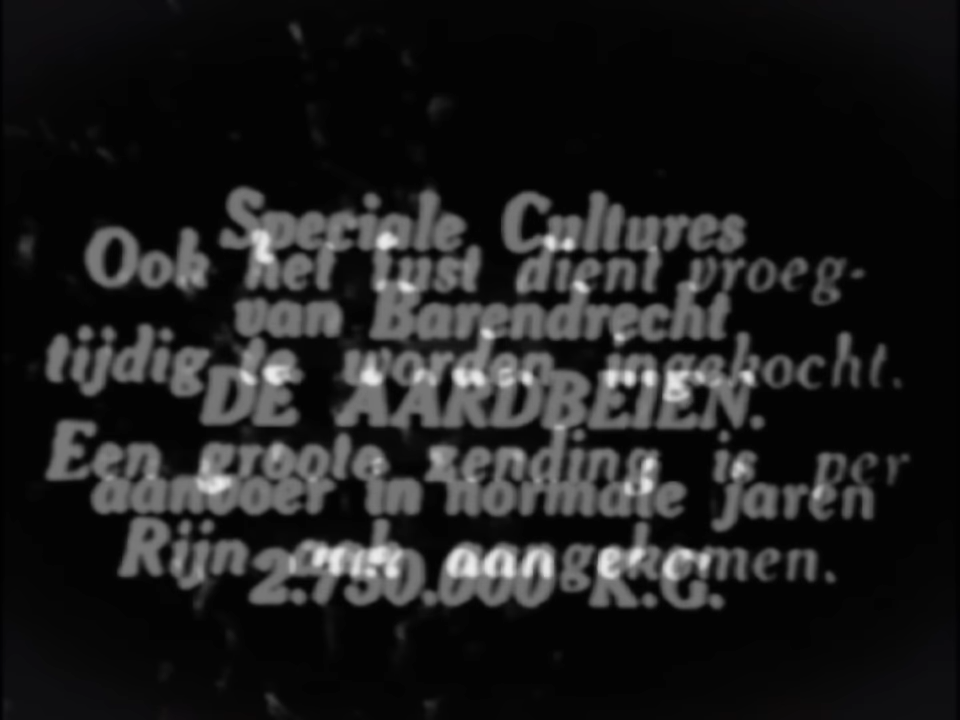 Speciale Cultures
van Barendrecht
DE AARDBEIEN.
aanvoer in normale jaren
2.750.000 K.G.
Ook het fust dient vroeg-
tijdig te worden ingekocht.
Een groote zending is per
Rijn ook aangekomen.